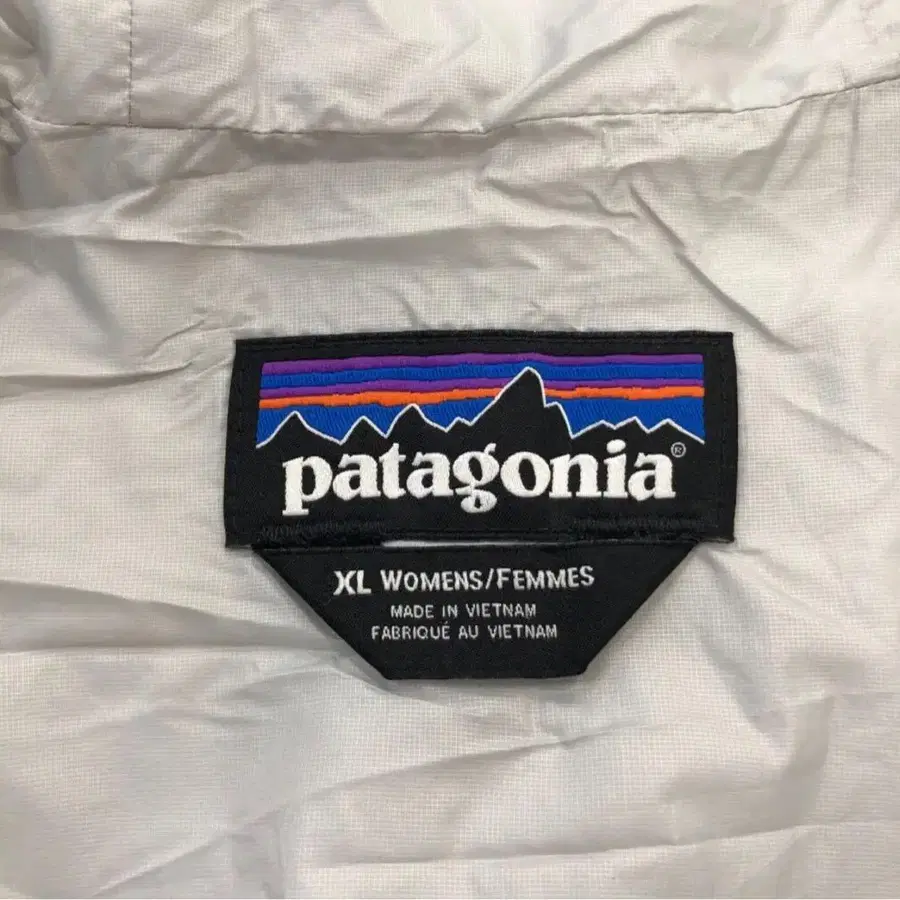 patagonia®
XL WOMENS/FEMMES
MADE IN VIETNAM
FABRIQUÉ AU VIETNAM